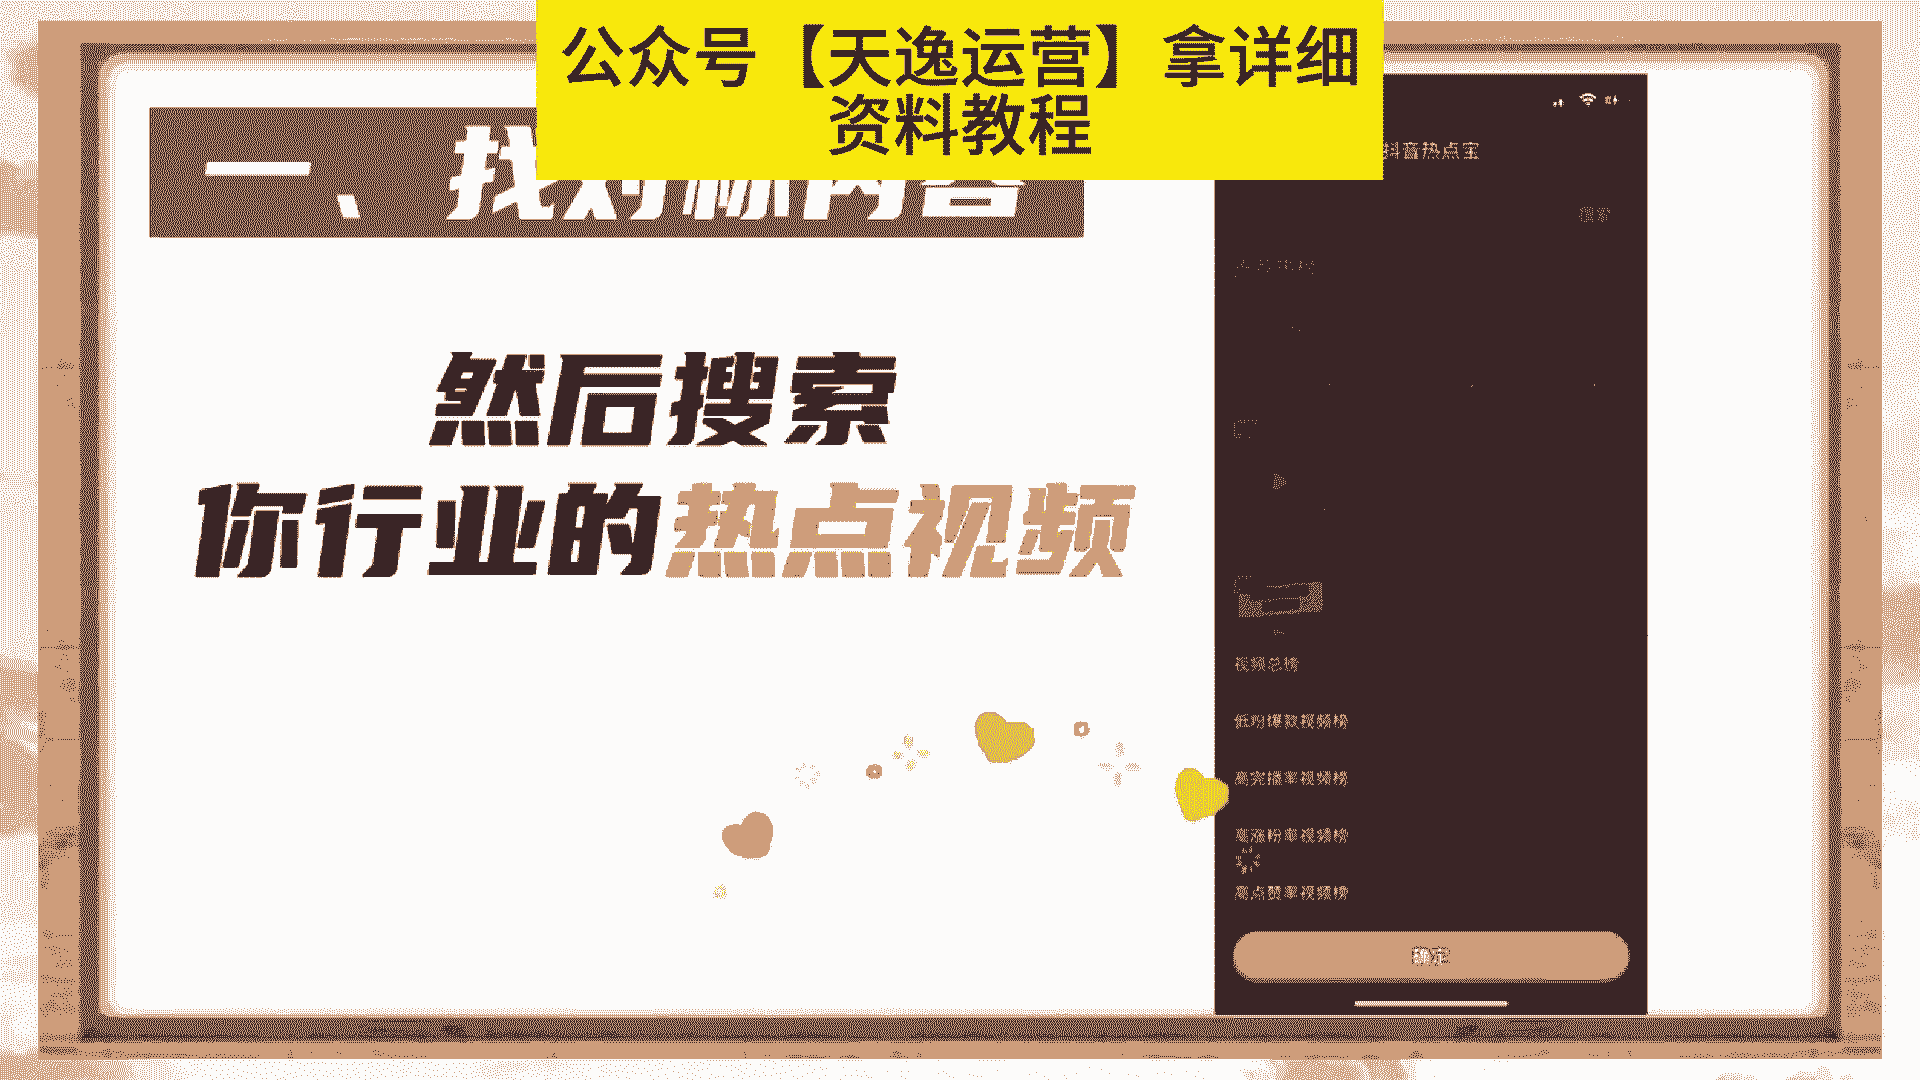 公众号【天逸运营】拿详细
资料教程
一、找对标内容
然后搜索
你行业的热点视频
抖音热点宝
搜索
视频总榜
低粉爆款视频榜
高完播率视频榜
高涨粉率视频榜
高点赞率视频榜
确定